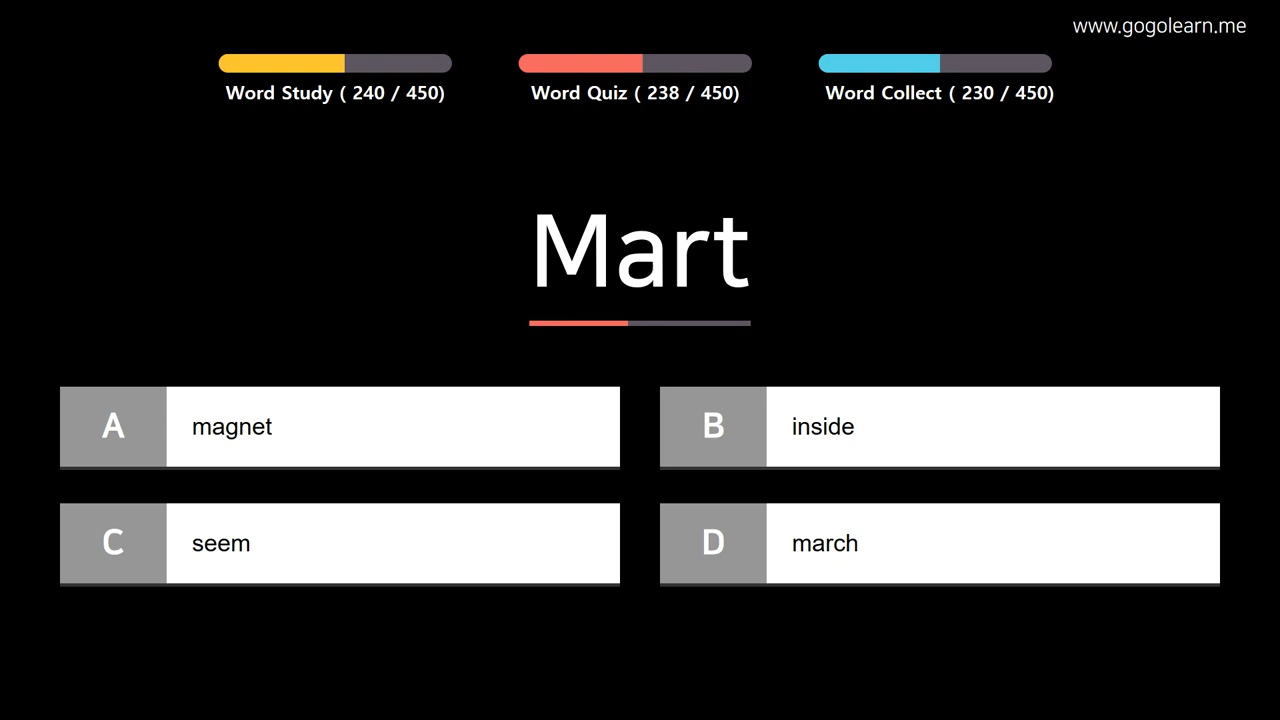 www.gogolearn.me
Word Study ( 240 / 450)
Word Quiz ( 238 / 450)
Word Collect ( 230 / 450)
Mart
A magnet
B inside
C seem
D march